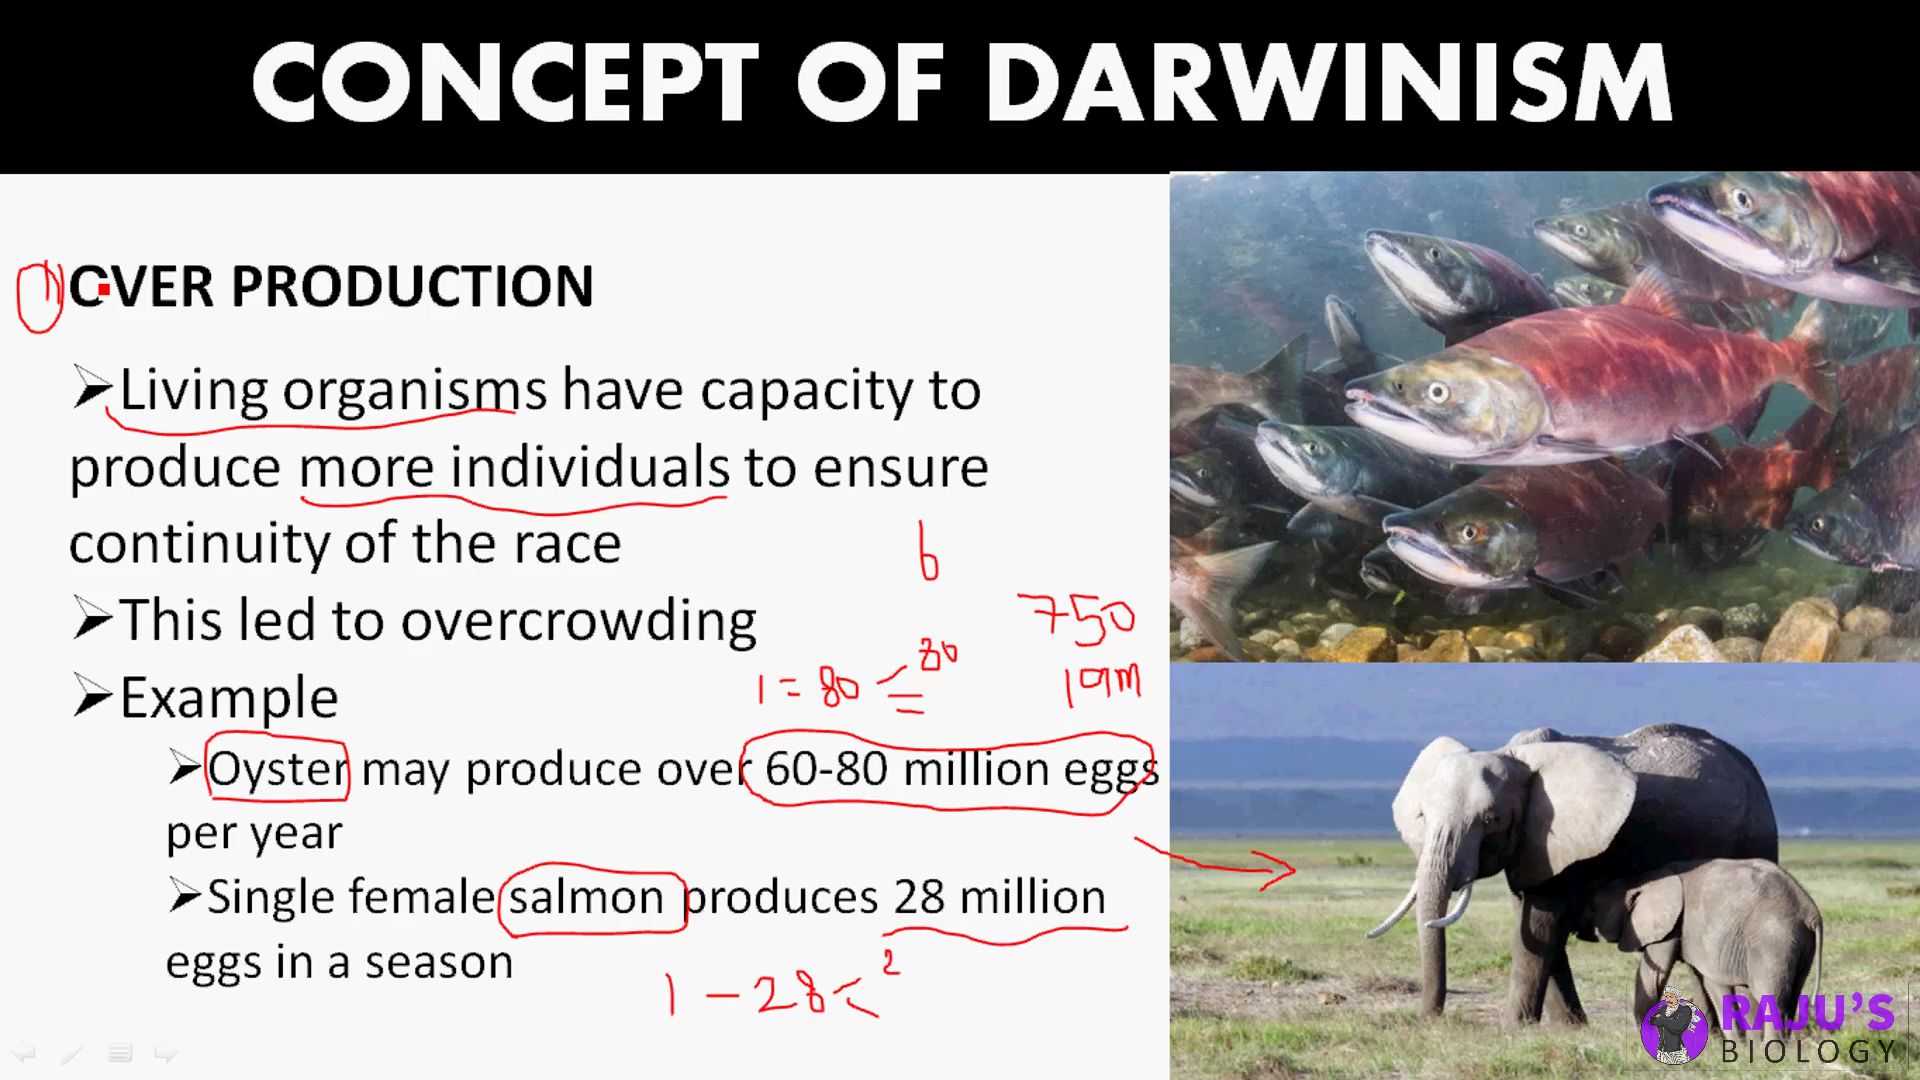 CONCEPT OF DARWINISM
1) OVER PRODUCTION
➢Living organisms have capacity to
produce more individuals to ensure
continuity of the race
6
➢This led to overcrowding
750
➢Example
1 = 80 < 80
19m
➢Oyster may produce over 60-80 million eggs
per year
➢Single female salmon produces 28 million
eggs in a season
1 - 28 < 2
RAJU'S
BIOLOGY